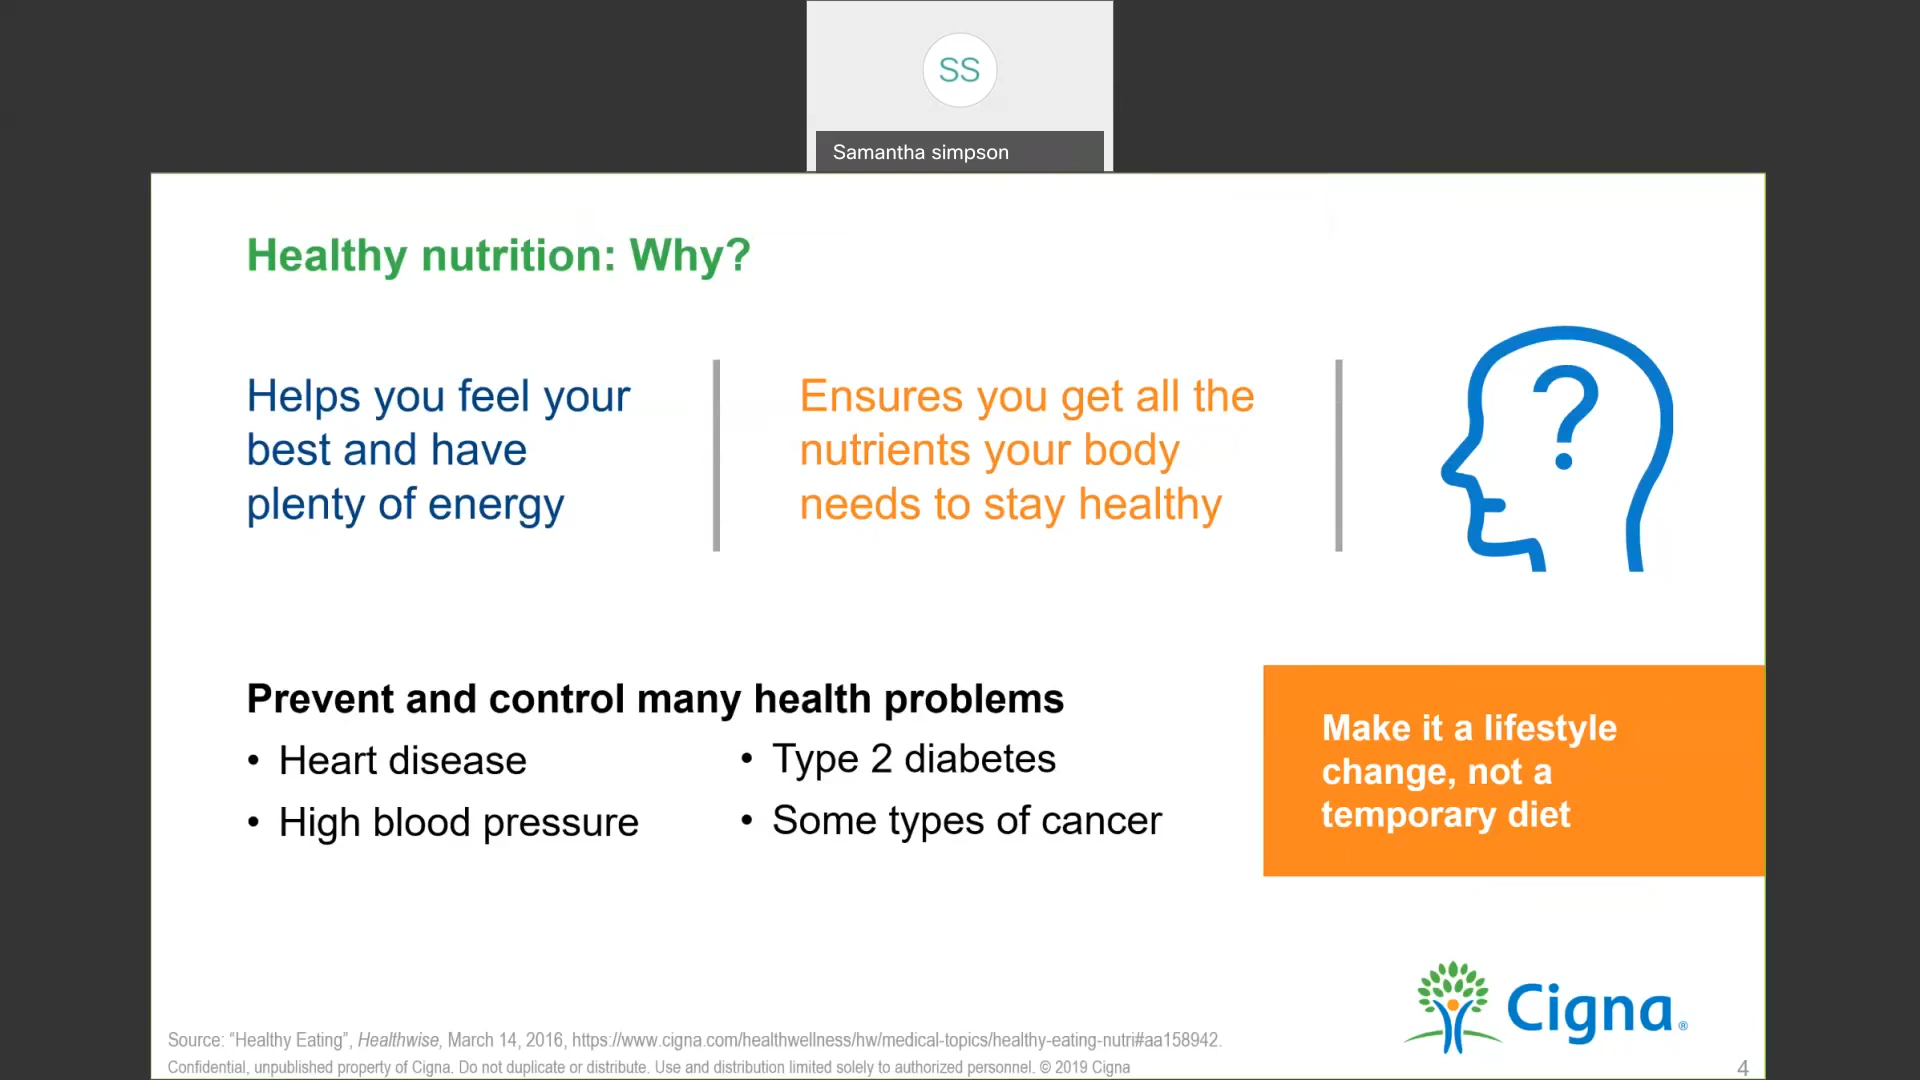 SS
Samantha simpson
Healthy nutrition: Why?
Helps you feel your
best and have
plenty of energy
Ensures you get all the
nutrients your body
needs to stay healthy
?
Prevent and control many health problems
• Heart disease
• High blood pressure
• Type 2 diabetes
• Some types of cancer
Make it a lifestyle
change, not a
temporary diet
Cigna®
Source: “Healthy Eating”, Healthwise, March 14, 2016, https://www.cigna.com/healthwellness/hw/medical-topics/healthy-eating-nutri#aa158942.
Confidential, unpublished property of Cigna. Do not duplicate or distribute. Use and distribution limited solely to authorized personnel. © 2019 Cigna
4